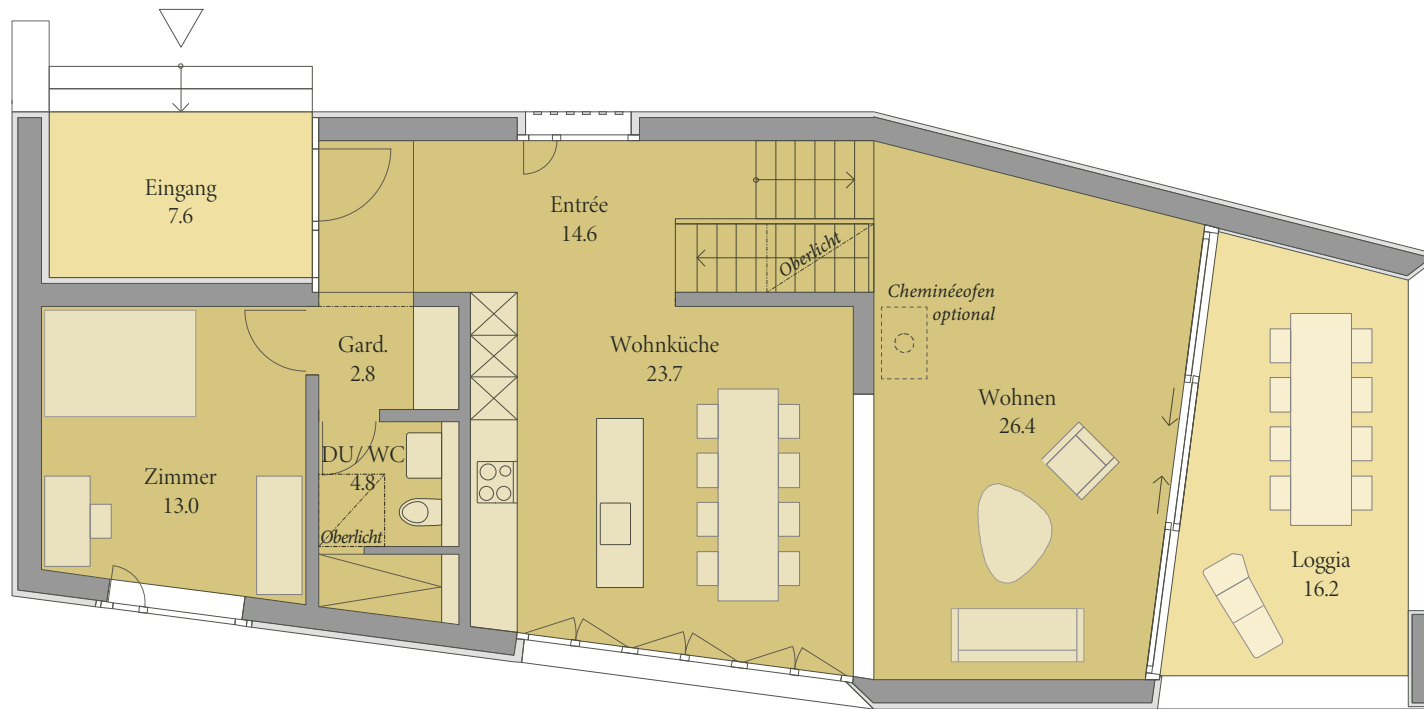 Eingang
7.6
Entrée
14.6
Oberlicht
Cheminéeofen
optional
Gard.
2.8
Wohnküche
23.7
Wohnen
26.4
DU/WC
4.8
Zimmer
13.0
Oberlicht
Loggia
16.2